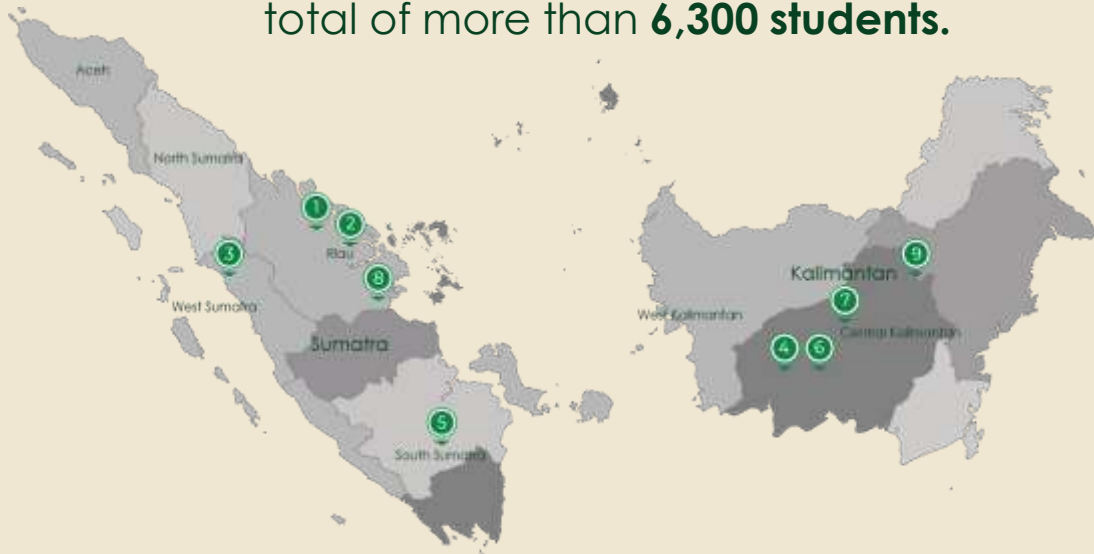 total of more than 6,300 students.
Aceh
North Sumatra
1
2
Riau
3
8
West Sumatra
Sumatra
5
South Sumatra
9
Kalimantan
7
West Kalimantan
Central Kalimantan
4
6